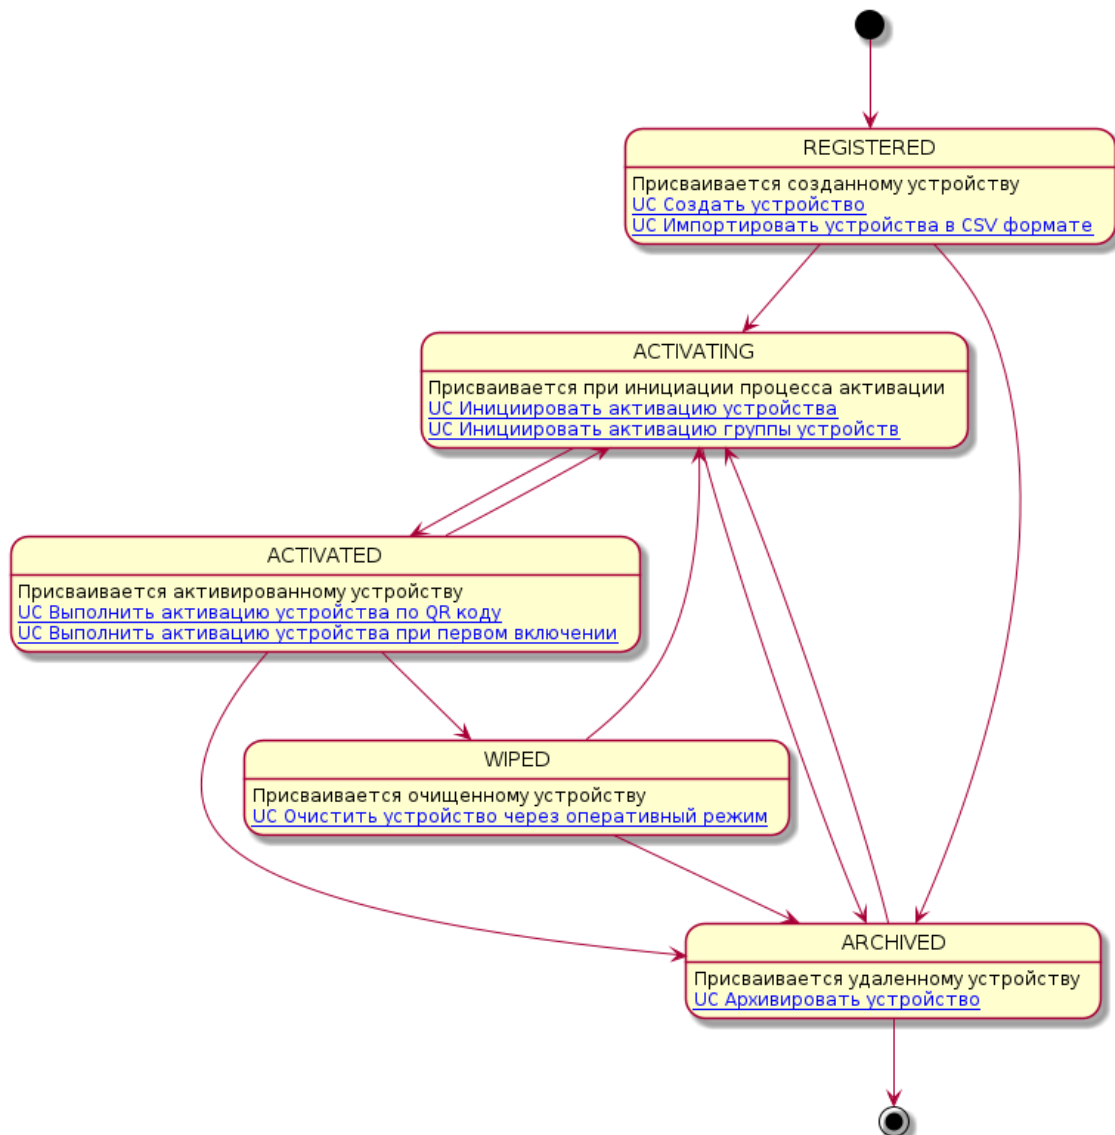 REGISTERED
Присваивается созданному устройству
UC Создать устройство
UC Импортировать устройства в CSV формате
ACTIVATING
Присваивается при инициации процесса активации
UC Инициировать активацию устройства
UC Инициировать активацию группы устройств
ACTIVATED
Присваивается активированному устройству
UC Выполнить активацию устройства по QR коду
UC Выполнить активацию устройства при первом включении
WIPED
Присваивается очищенному устройству
UC Очистить устройство через оперативный режим
ARCHIVED
Присваивается удаленному устройству
UC Архивировать устройство